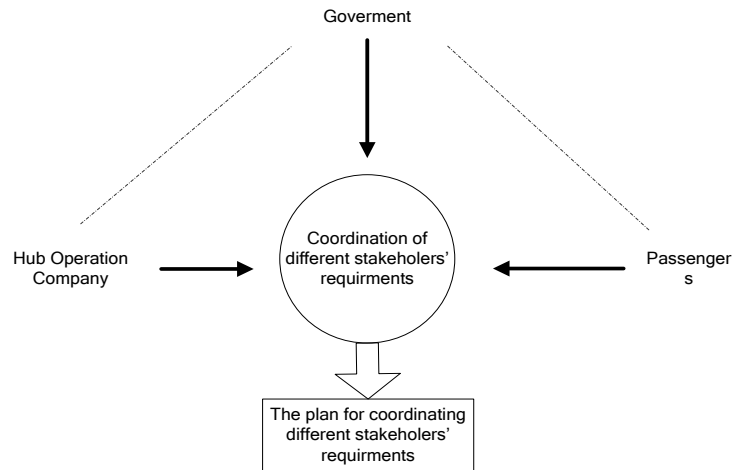 Goverment
Hub Operation
Company
Coordination of
different stakeholers'
requirments
Passenger
s
The plan for coordinating
different stakeholers'
requirments